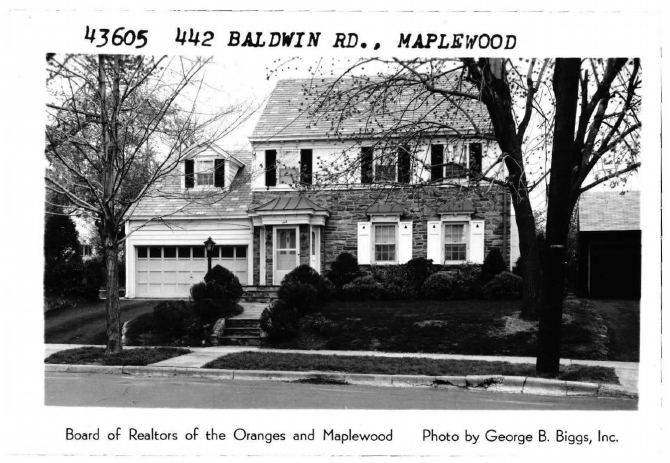 43605 442 BALDWIN RD., MAPLEWOOD
Board of Realtors of the Oranges and Maplewood Photo by George B. Biggs, Inc.